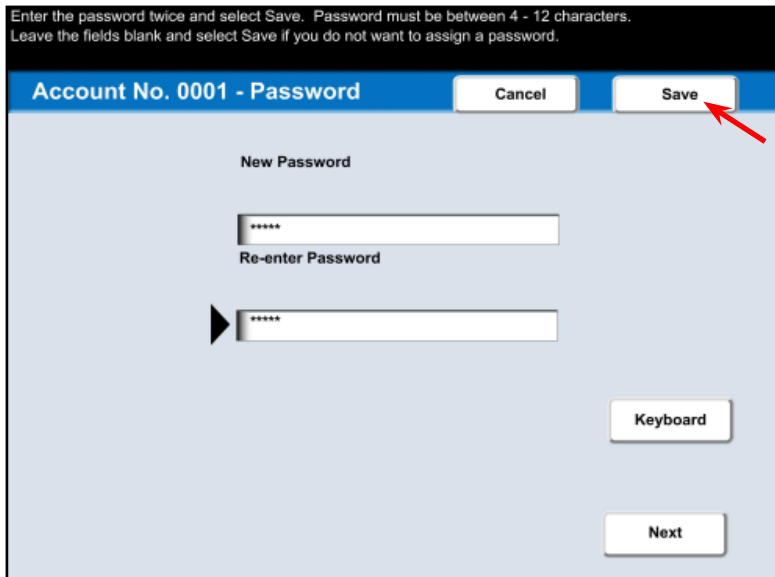 Enter the password twice and select Save. Password must be between 4 - 12 characters.
Leave the fields blank and select Save if you do not want to assign a password.
Account No. 0001 - Password
Cancel
Save
New Password
*****
Re-enter Password
*****
Keyboard
Next